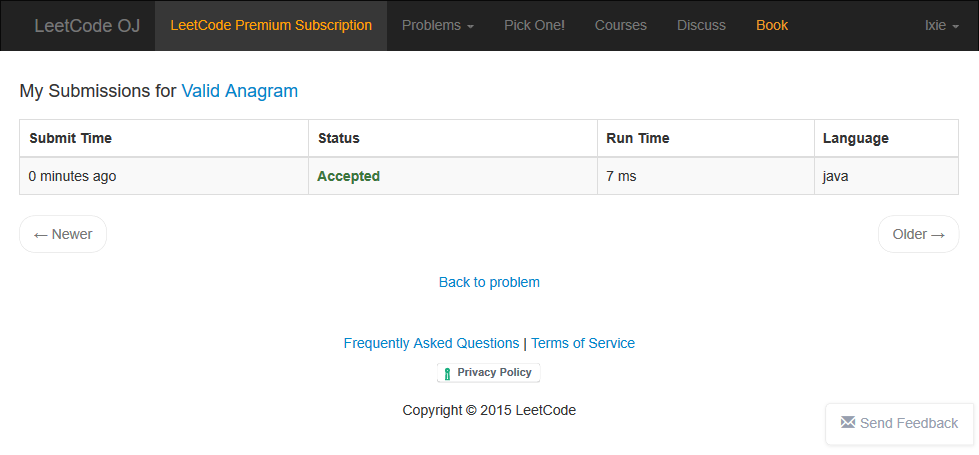 LeetCode OJ LeetCode Premium Subscription Problems Pick One! Courses Discuss Book lxie
My Submissions for Valid Anagram
Submit Time Status Run Time Language
0 minutes ago Accepted 7 ms java
← Newer Older →
Back to problem
Frequently Asked Questions | Terms of Service
Privacy Policy
Copyright © 2015 LeetCode
Send Feedback